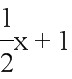 1/2x + 1